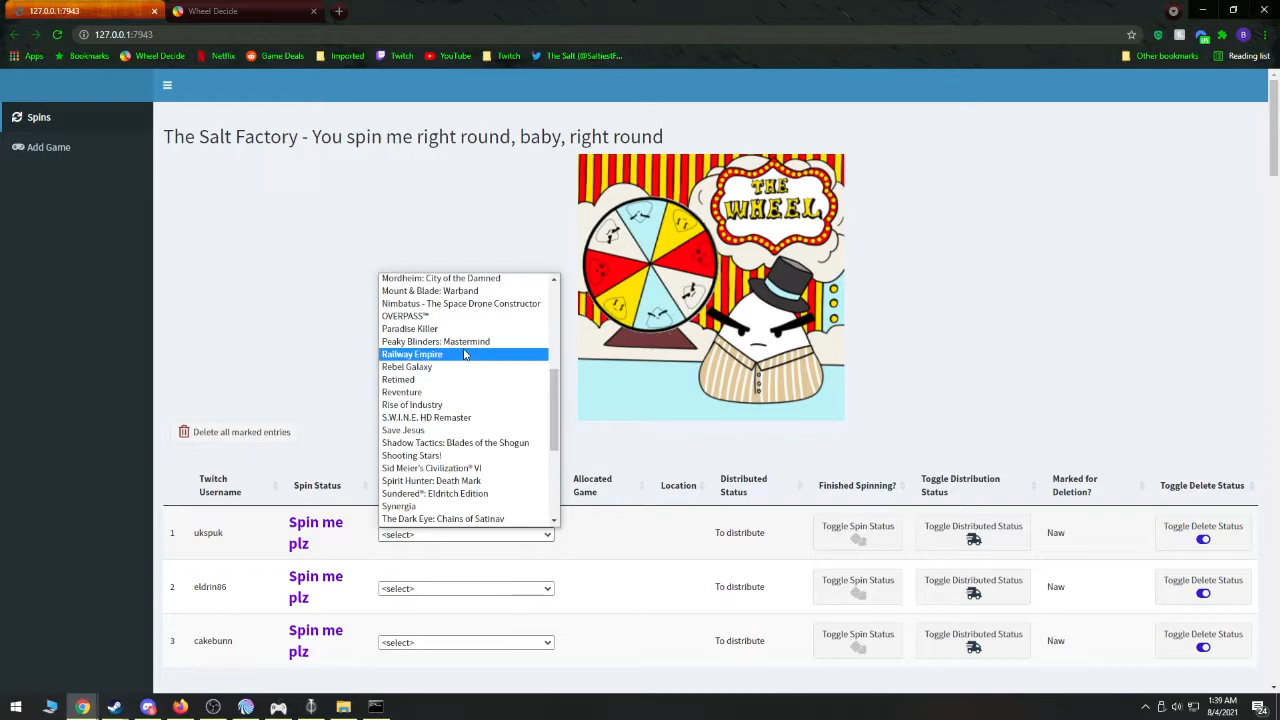 127.0.0.1:7943
Wheel Decide
127.0.0.1:7943
Apps
Bookmarks
Wheel Decide
Netflix
Game Deals
Imported
Twitch
YouTube
Twitch
The Salt (@SaltiestF...
Other bookmarks
Reading list
Spins
Add Game
The Salt Factory - You spin me right round, baby, right round
THE
WHEEL
Mordheim: City of the Damned
Mount & Blade: Warband
Nimbatus - The Space Drone Constructor
OVERPASS™
Paradise Killer
Peaky Blinders: Mastermind
Railway Empire
Rebel Galaxy
Retimed
Reventure
Rise of Industry
S.W.I.N.E. HD Remaster
Save Jesus
Shadow Tactics: Blades of the Shogun
Shooting Stars!
Sid Meier's Civilization® VI
Spirit Hunter: Death Mark
Sundered®: Eldritch Edition
Synergia
The Dark Eye: Chains of Satinav
Delete all marked entries
Twitch Username
Spin Status
Allocated Game
Location
Distributed Status
Finished Spinning?
Toggle Distribution Status
Marked for Deletion?
Toggle Delete Status
1 ukspuk Spin me plz <select> To distribute Toggle Spin Status Toggle Distributed Status Naw Toggle Delete Status
2 eldrin86 Spin me plz <select> To distribute Toggle Spin Status Toggle Distributed Status Naw Toggle Delete Status
3 cakebunn Spin me plz <select> To distribute Toggle Spin Status Toggle Distributed Status Naw Toggle Delete Status
1:39 AM
8/4/2021
24